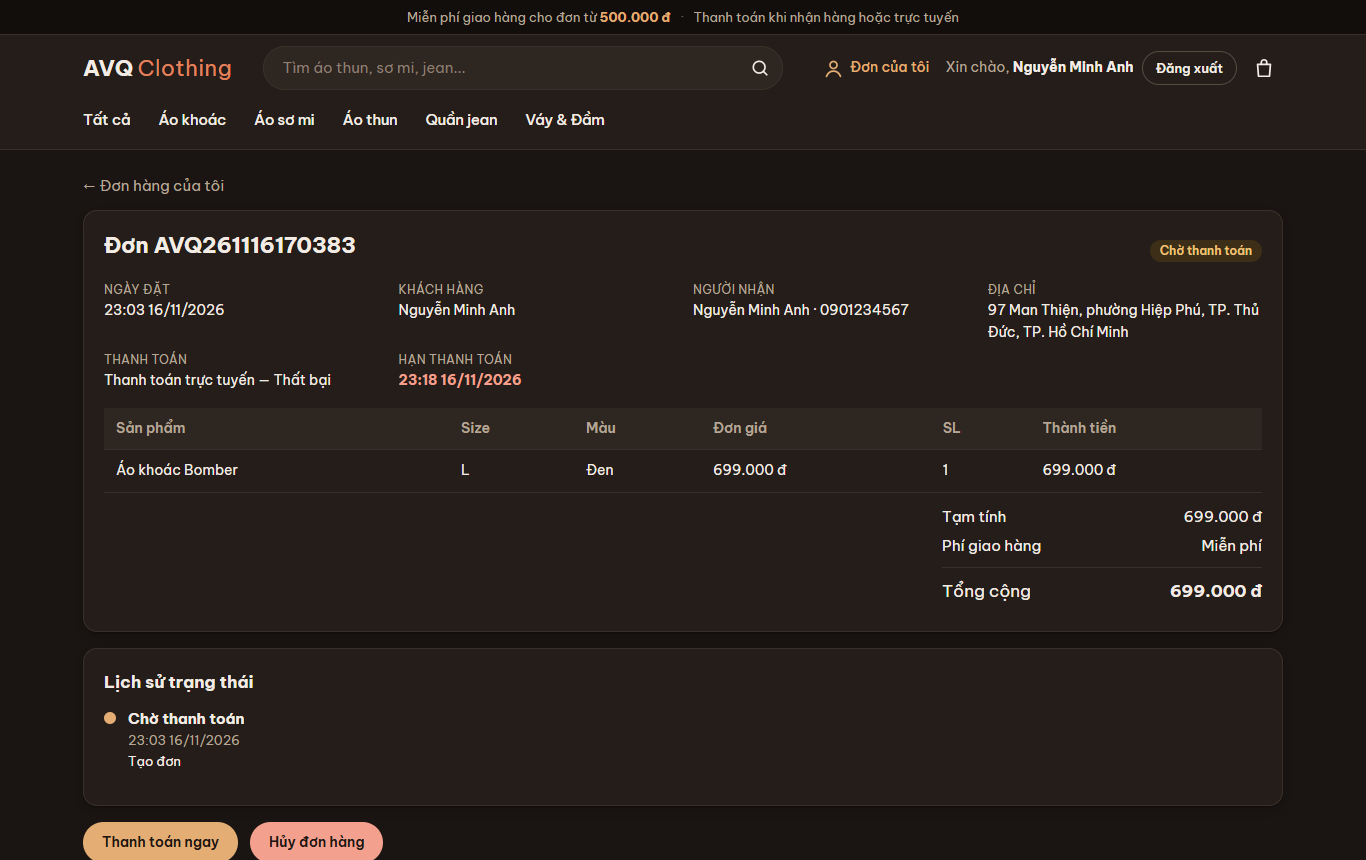 Miễn phí giao hàng cho đơn từ 500.000 đ · Thanh toán khi nhận hàng hoặc trực tuyến
AVQ Clothing
Tìm áo thun, sơ mi, jean...
Đơn của tôi
Xin chào, Nguyễn Minh Anh
Đăng xuất
Tất cả Áo khoác Áo sơ mi Áo thun Quần jean Váy & Đầm
← Đơn hàng của tôi
Đơn AVQ261116170383
Chờ thanh toán
NGÀY ĐẶT KHÁCH HÀNG NGƯỜI NHẬN ĐỊA CHỈ
23:03 16/11/2026 Nguyễn Minh Anh Nguyễn Minh Anh · 0901234567 97 Man Thiện, phường Hiệp Phú, TP. Thủ
Đức, TP. Hồ Chí Minh
THANH TOÁN HẠN THANH TOÁN
Thanh toán trực tuyến — Thất bại 23:18 16/11/2026
Sản phẩm Size Màu Đơn giá SL Thành tiền
Áo khoác Bomber L Đen 699.000 đ 1 699.000 đ
Tạm tính 699.000 đ
Phí giao hàng Miễn phí
Tổng cộng 699.000 đ
Lịch sử trạng thái
Chờ thanh toán
23:03 16/11/2026
Tạo đơn
Thanh toán ngay Hủy đơn hàng